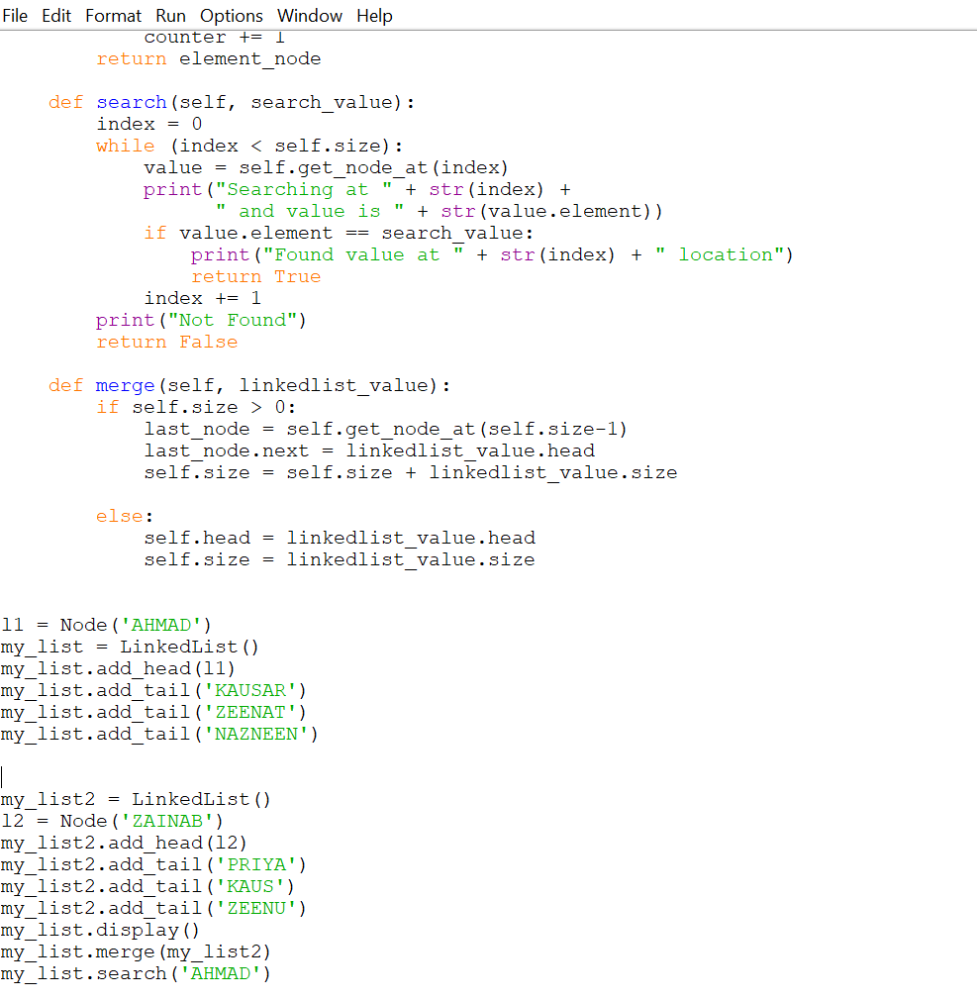 File Edit Format Run Options Window Help
            counter += 1
        return element_node

    def search(self, search_value):
        index = 0
        while (index < self.size):
            value = self.get_node_at(index)
            print("Searching at " + str(index) +
                  " and value is " + str(value.element))
            if value.element == search_value:
                print("Found value at " + str(index) + " location")
                return True
            index += 1
        print("Not Found")
        return False

    def merge(self, linkedlist_value):
        if self.size > 0:
            last_node = self.get_node_at(self.size-1)
            last_node.next = linkedlist_value.head
            self.size = self.size + linkedlist_value.size

        else:
            self.head = linkedlist_value.head
            self.size = linkedlist_value.size


l1 = Node('AHMAD')
my_list = LinkedList()
my_list.add_head(l1)
my_list.add_tail('KAUSAR')
my_list.add_tail('ZEENAT')
my_list.add_tail('NAZNEEN')


my_list2 = LinkedList()
l2 = Node('ZAINAB')
my_list2.add_head(l2)
my_list2.add_tail('PRIYA')
my_list2.add_tail('KAUS')
my_list2.add_tail('ZEENU')
my_list.display()
my_list.merge(my_list2)
my_list.search('AHMAD')